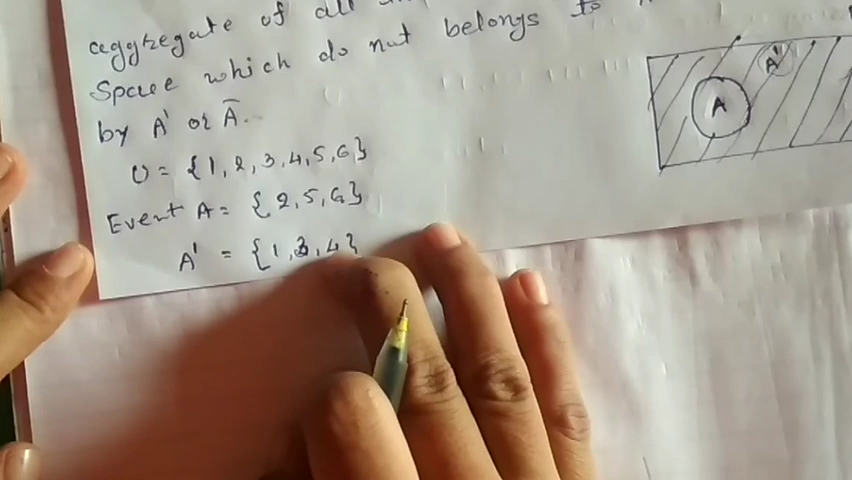 aggregate of all
Space which do not belongs to
by A' or A̅.
U = {1, 2, 3, 4, 5, 6}
Event A = {2, 5, 6}
A' = {1, 3, 4}
A
A'